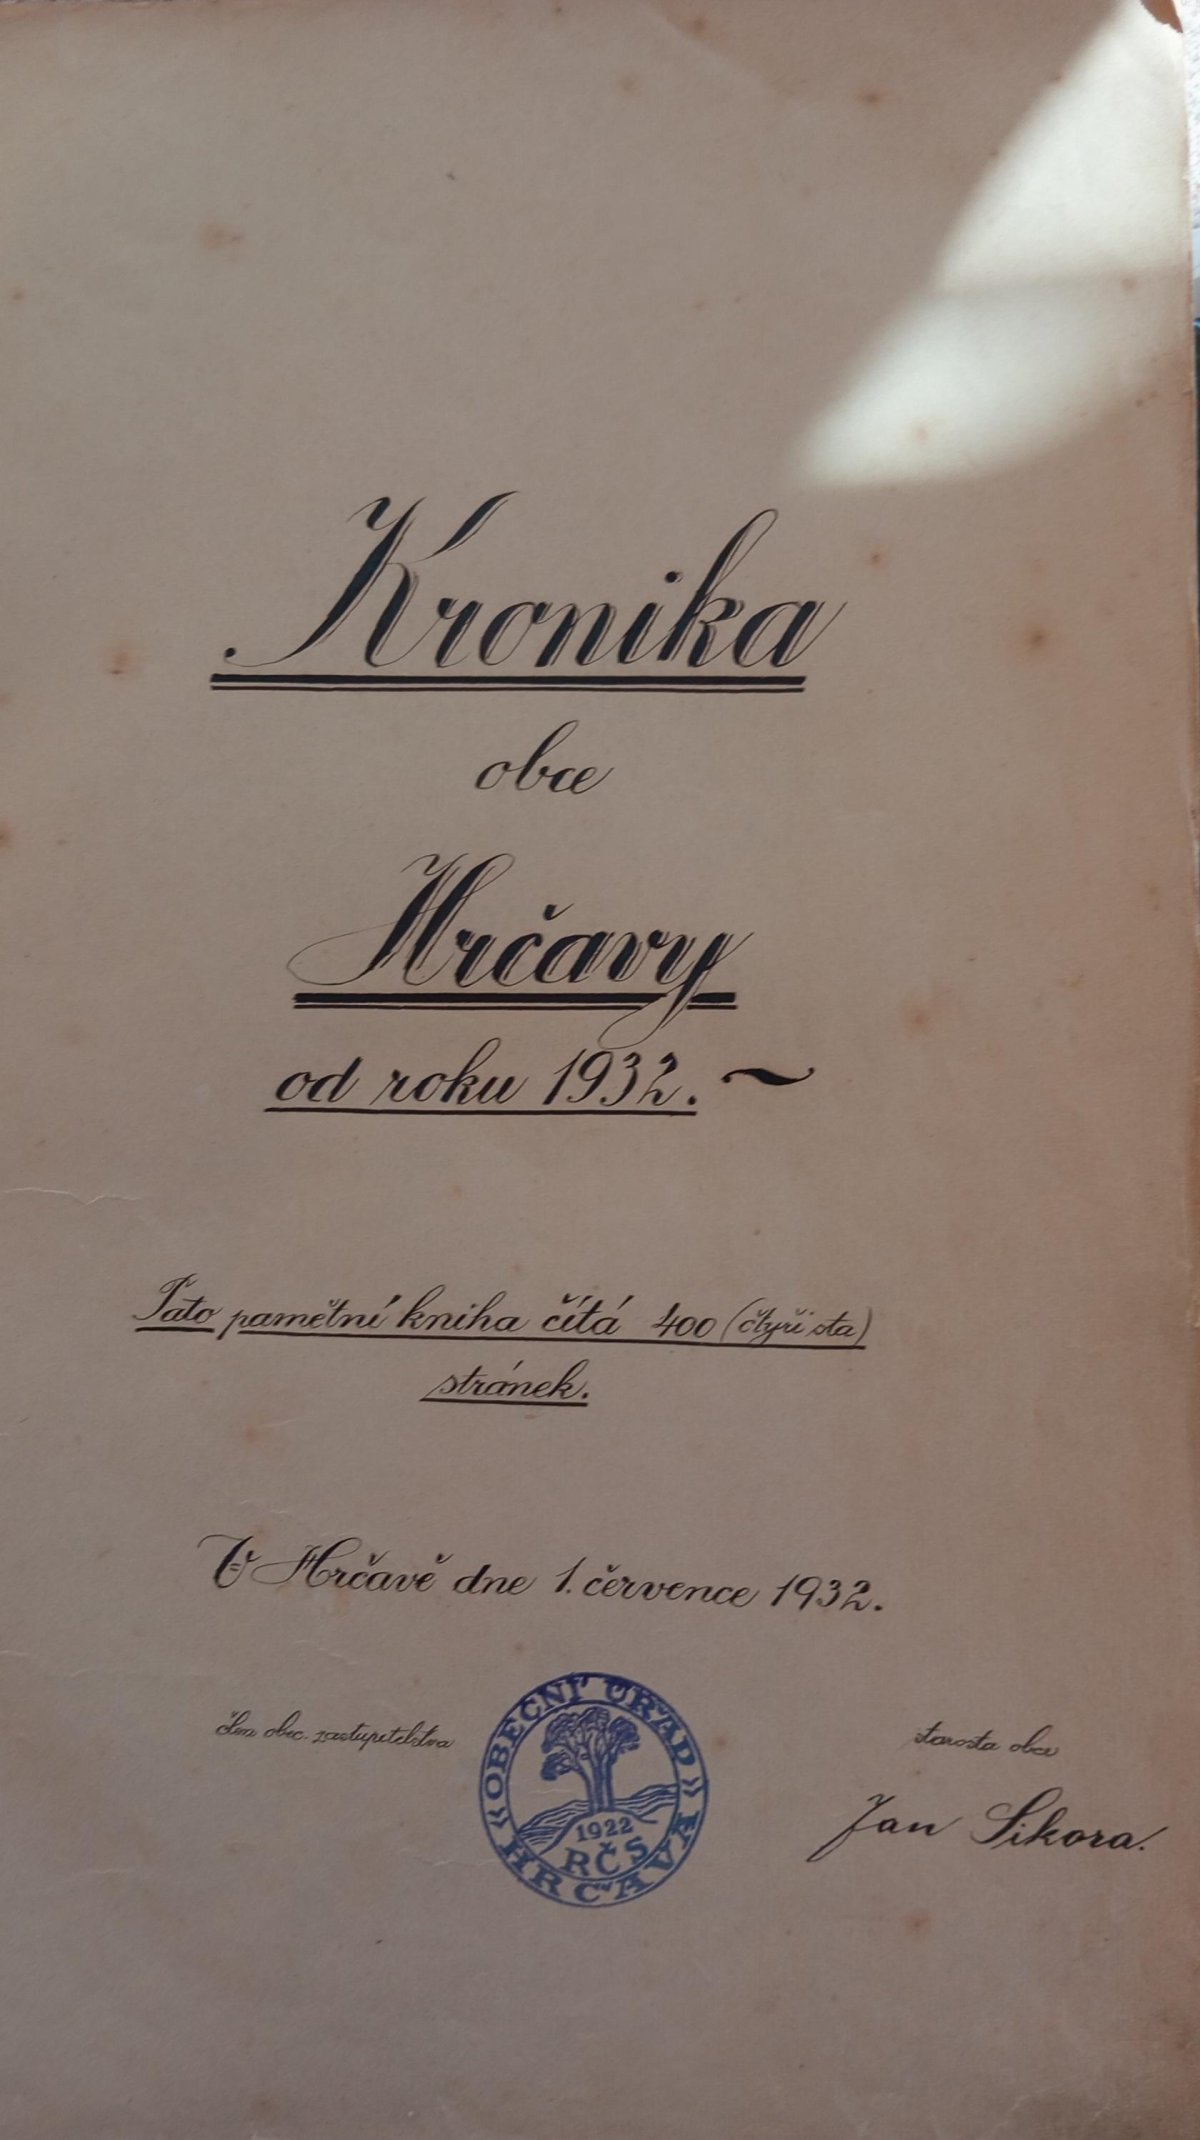 Kronika
obce
Hrčavy
od roku 1932. ~
Tato pamětní kniha čítá 400 (čtyři sta)
stránek.
V Hrčavě dne 1. července 1932.
člen obec. zastupitelstva
« OBECNÍ ÚŘAD »
1922
RČS
HRČAVA
starosta obce
Jan Sikora.